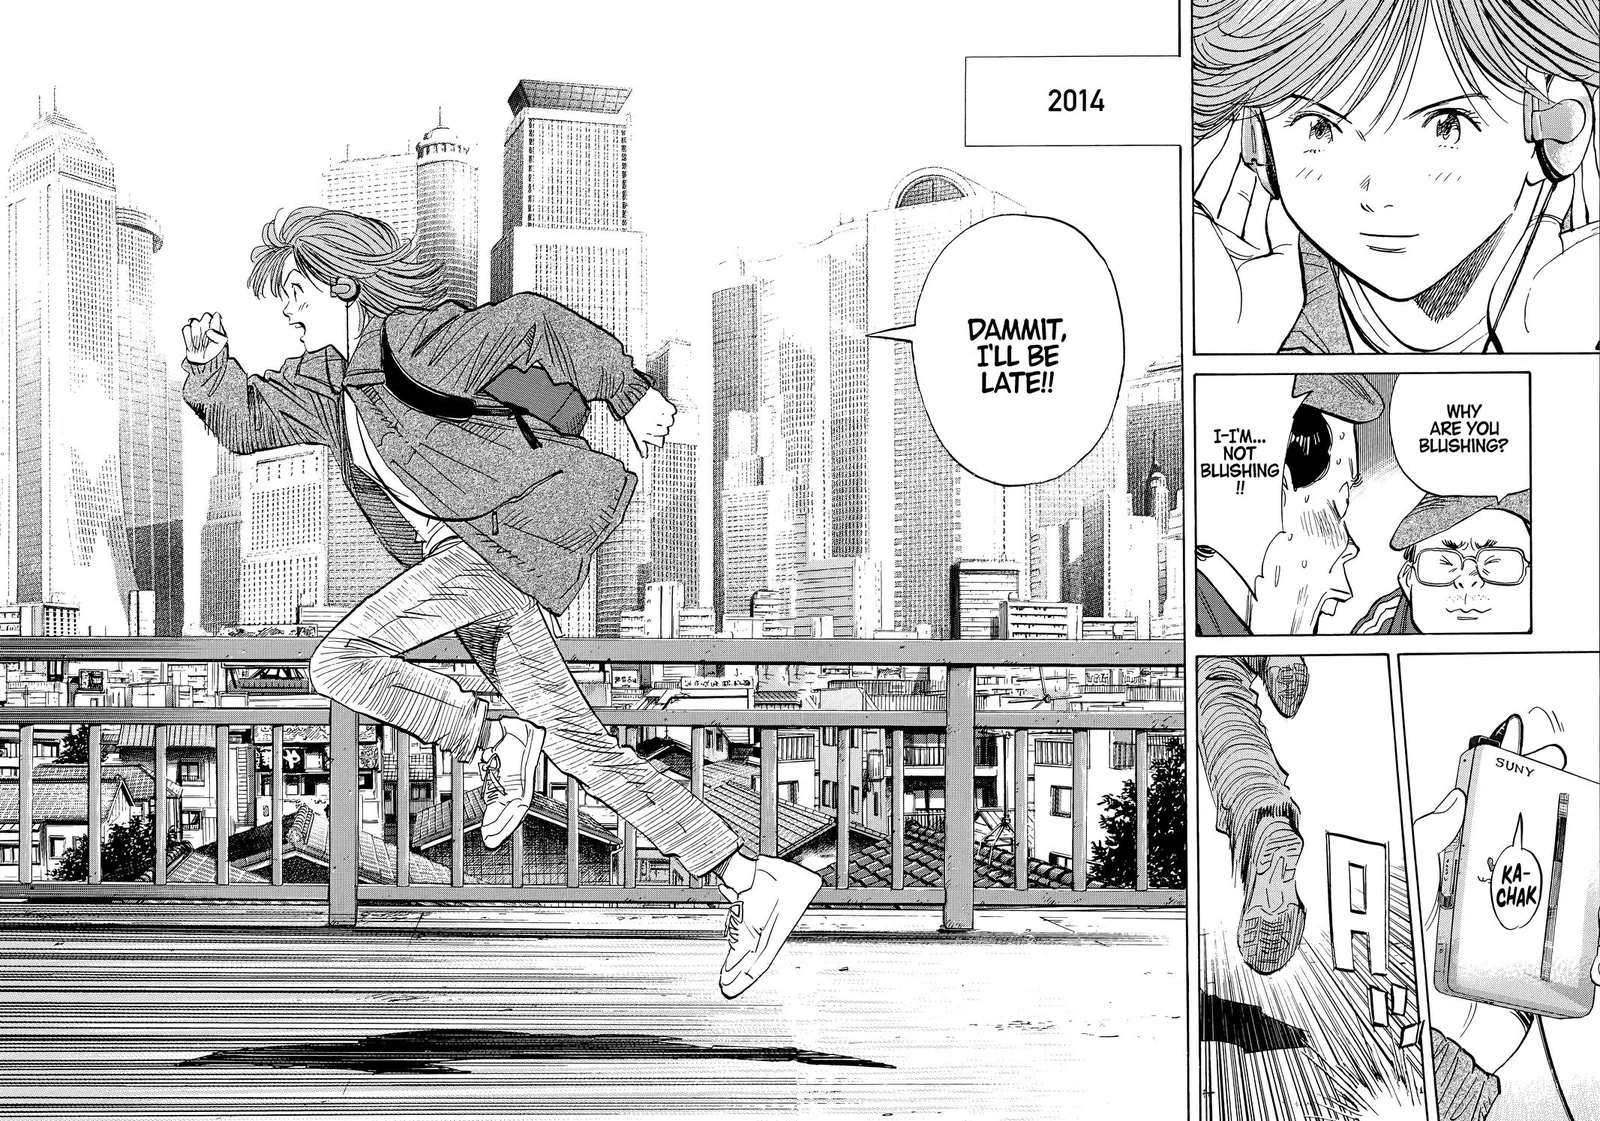 WHY
ARE YOU
BLUSHING?
I-I'M...
NOT
BLUSHING
!!
SUNY
KA-
CHAK
2014
DAMMIT,
I'LL BE
LATE!!